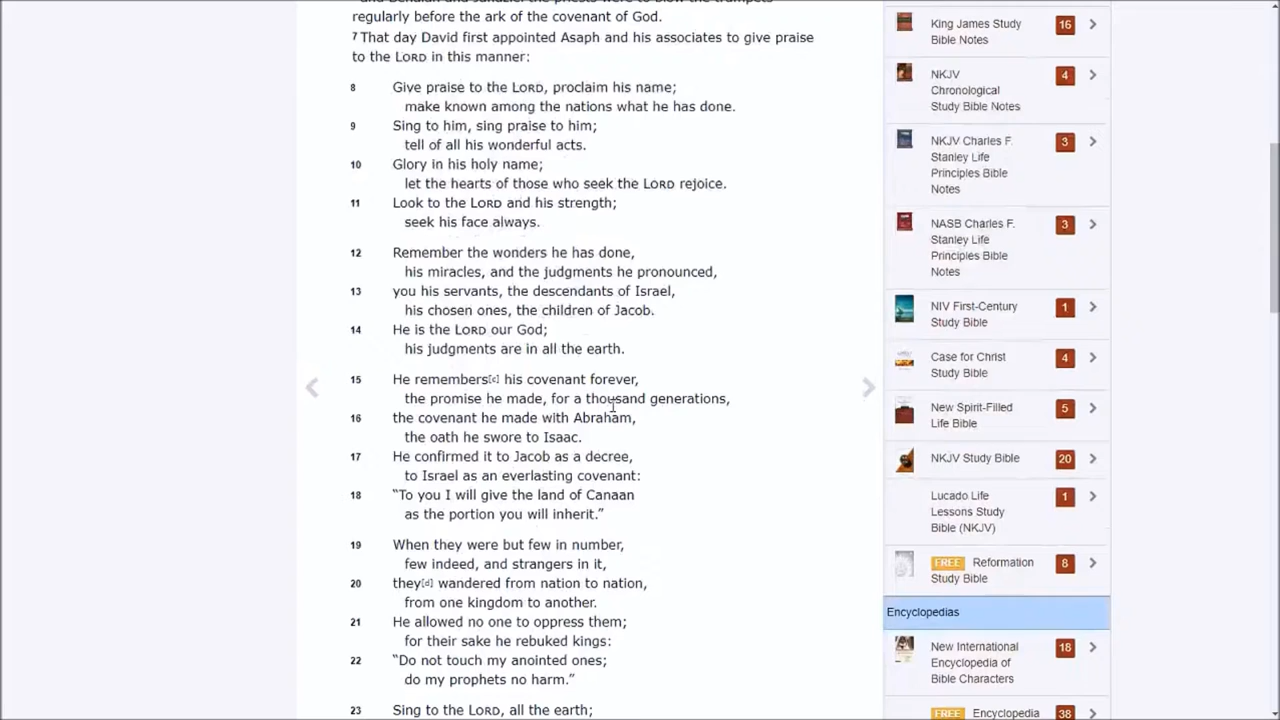 regularly before the ark of the covenant of God.
7 That day David first appointed Asaph and his associates to give praise
to the LORD in this manner:
8 Give praise to the LORD, proclaim his name;
make known among the nations what he has done.
9 Sing to him, sing praise to him;
tell of all his wonderful acts.
10 Glory in his holy name;
let the hearts of those who seek the LORD rejoice.
11 Look to the LORD and his strength;
seek his face always.
12 Remember the wonders he has done,
his miracles, and the judgments he pronounced,
13 you his servants, the descendants of Israel,
his chosen ones, the children of Jacob.
14 He is the LORD our God;
his judgments are in all the earth.
15 He remembers[c] his covenant forever,
the promise he made, for a thousand generations,
16 the covenant he made with Abraham,
the oath he swore to Isaac.
17 He confirmed it to Jacob as a decree,
to Israel as an everlasting covenant:
18 “To you I will give the land of Canaan
as the portion you will inherit.”
19 When they were but few in number,
few indeed, and strangers in it,
20 they[d] wandered from nation to nation,
from one kingdom to another.
21 He allowed no one to oppress them;
for their sake he rebuked kings:
22 “Do not touch my anointed ones;
do my prophets no harm.”
23 Sing to the LORD, all the earth;
King James Study 16
Bible Notes
NKJV 4
Chronological
Study Bible Notes
NKJV Charles F. 3
Stanley Life
Principles Bible
Notes
NASB Charles F. 3
Stanley Life
Principles Bible
Notes
NIV First-Century 1
Study Bible
Case for Christ 4
Study Bible
New Spirit-Filled 5
Life Bible
NKJV Study Bible 20
Lucado Life 1
Lessons Study
Bible (NKJV)
FREE Reformation 8
Study Bible
Encyclopedias
New International 18
Encyclopedia of
Bible Characters
FREE Encyclopedia 38